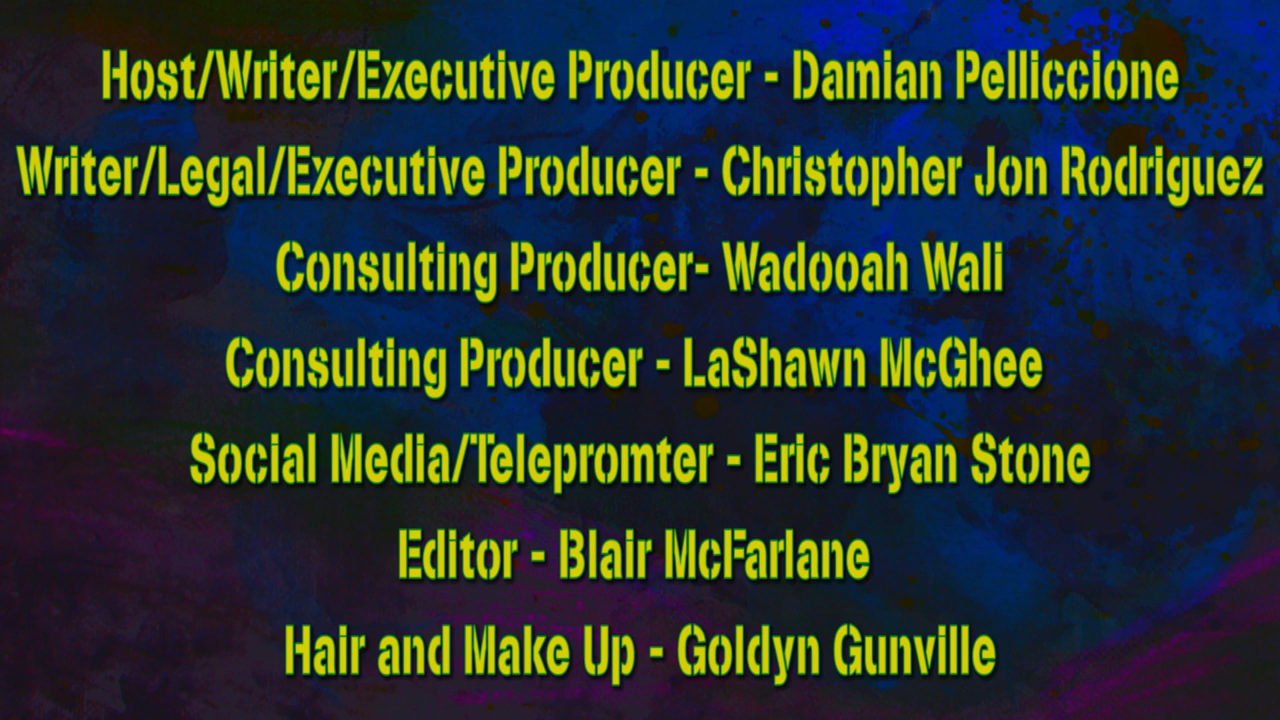 Host/Writer/Executive Producer - Damian Pelliccione
Writer/Legal/Executive Producer - Christopher Jon Rodriguez
Consulting Producer- Wadooah Wali
Consulting Producer - LaShawn McGhee
Social Media/Telepromter - Eric Bryan Stone
Editor - Blair McFarlane
Hair and Make Up - Goldyn Gunville